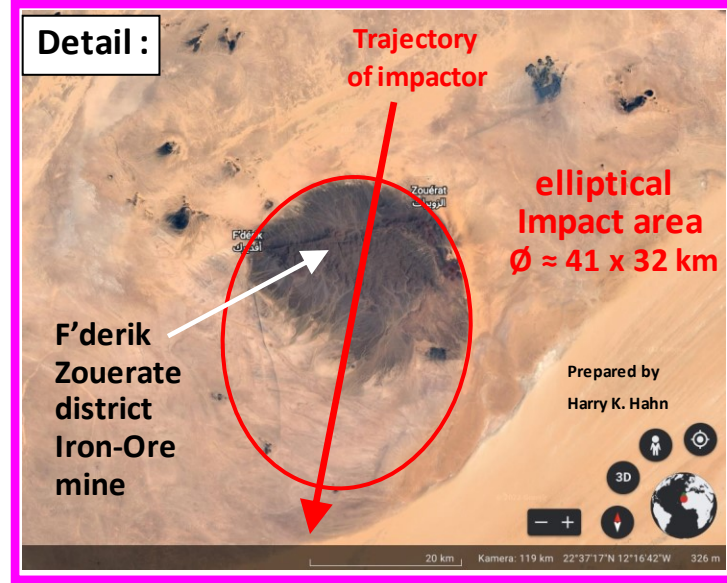 Detail :
Trajectory
of impactor
Zouérat
الزويرات
F'dérik
أفديرك
elliptical
Impact area
Ø ≈ 41 x 32 km
F'derik
Zouerate
district
Iron-Ore
mine
Prepared by
Harry K. Hahn
3D
− +
20 km Kamera: 119 km 22°37'17"N 12°16'42"W 326 m